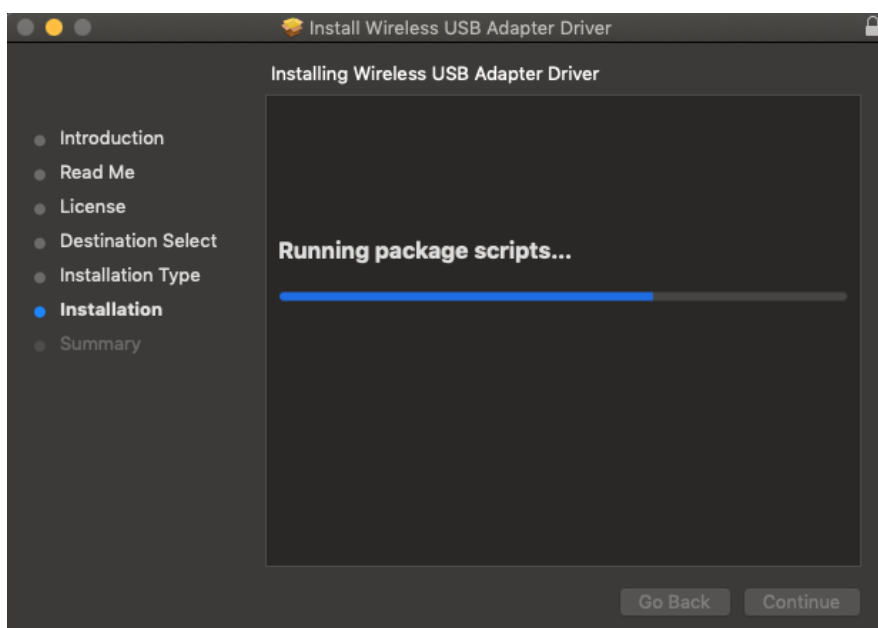 Install Wireless USB Adapter Driver
Installing Wireless USB Adapter Driver
Introduction
Read Me
License
Destination Select
Installation Type
Installation
Summary
Running package scripts...
Go Back
Continue